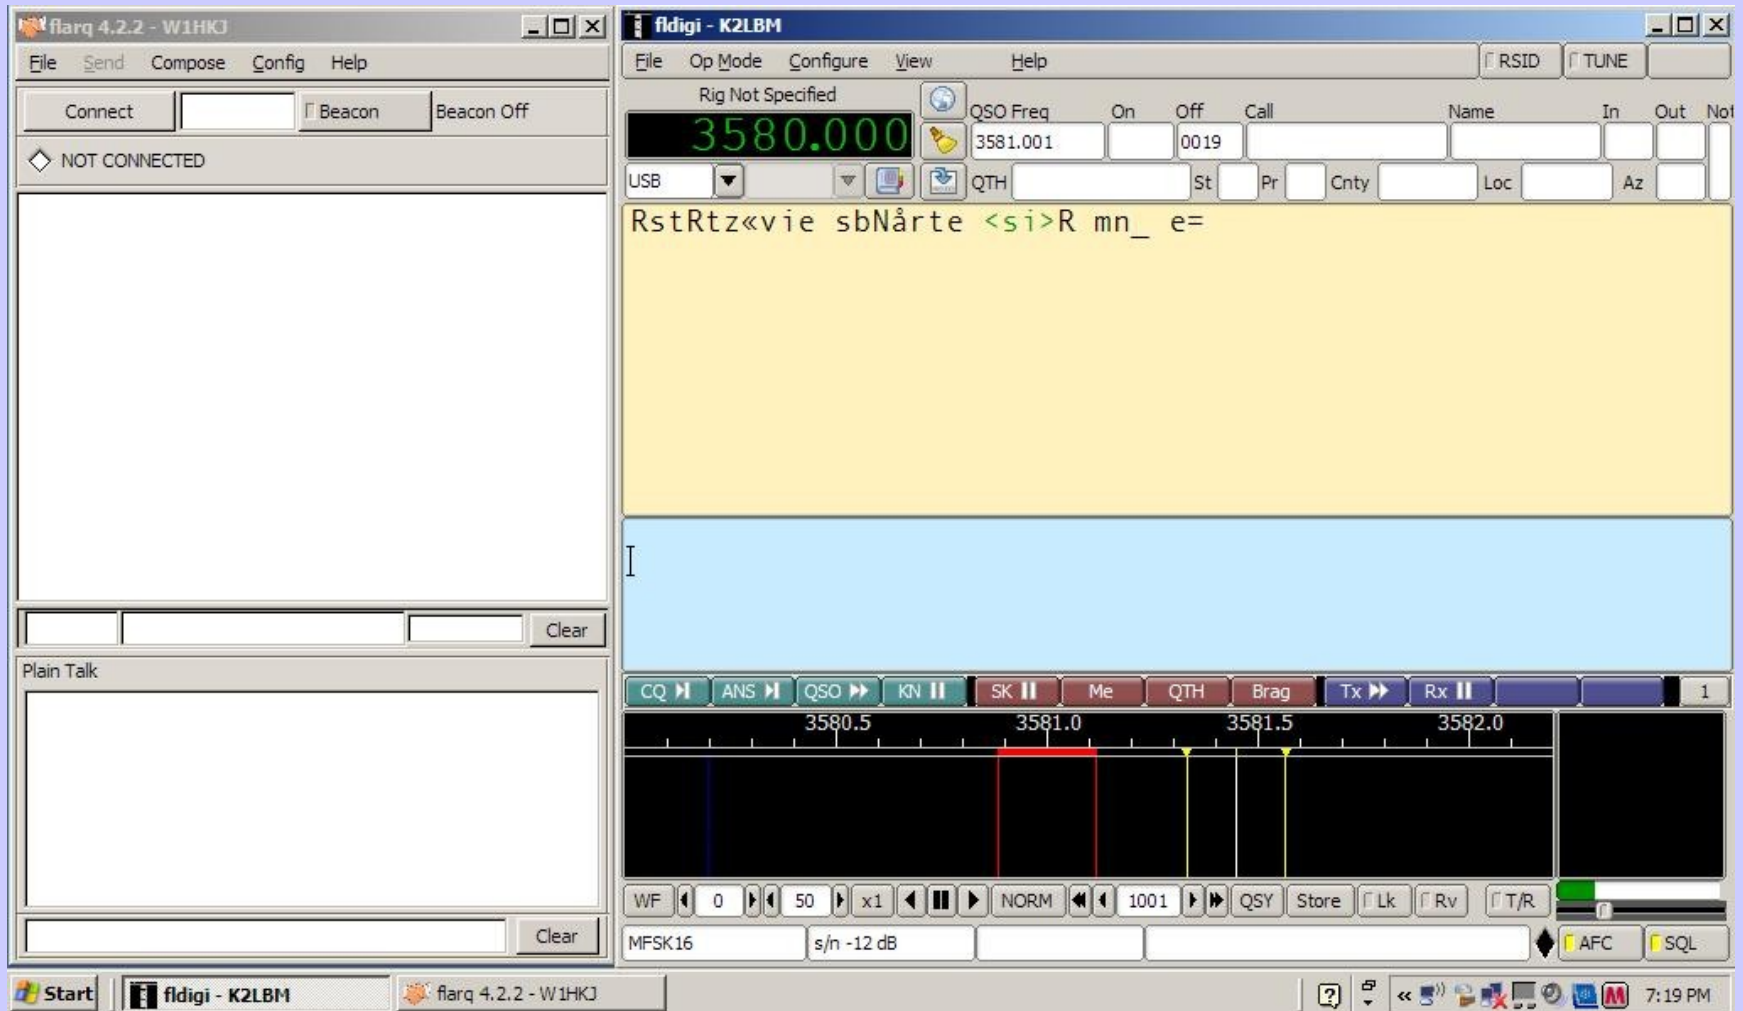 flarq 4.2.2 - W1HKJ
File Send Compose Config Help
Connect Beacon Beacon Off
NOT CONNECTED
Clear
Plain Talk
Clear
fldigi - K2LBM
File Op Mode Configure View Help RSID TUNE
Rig Not Specified
3580.000
USB
QSO Freq On Off Call Name In Out Not
3581.001 0019
QTH St Pr Cnty Loc Az
RstRtz«vie sbNårte <si>R mn_ e=
CQ ANS QSO KN SK Me QTH Brag Tx Rx 1
3580.5 3581.0 3581.5 3582.0
WF 0 50 x1 NORM 1001 QSY Store Lk Rv T/R
MFSK16 s/n -12 dB AFC SQL
Start fldigi - K2LBM flarq 4.2.2 - W1HKJ 7:19 PM